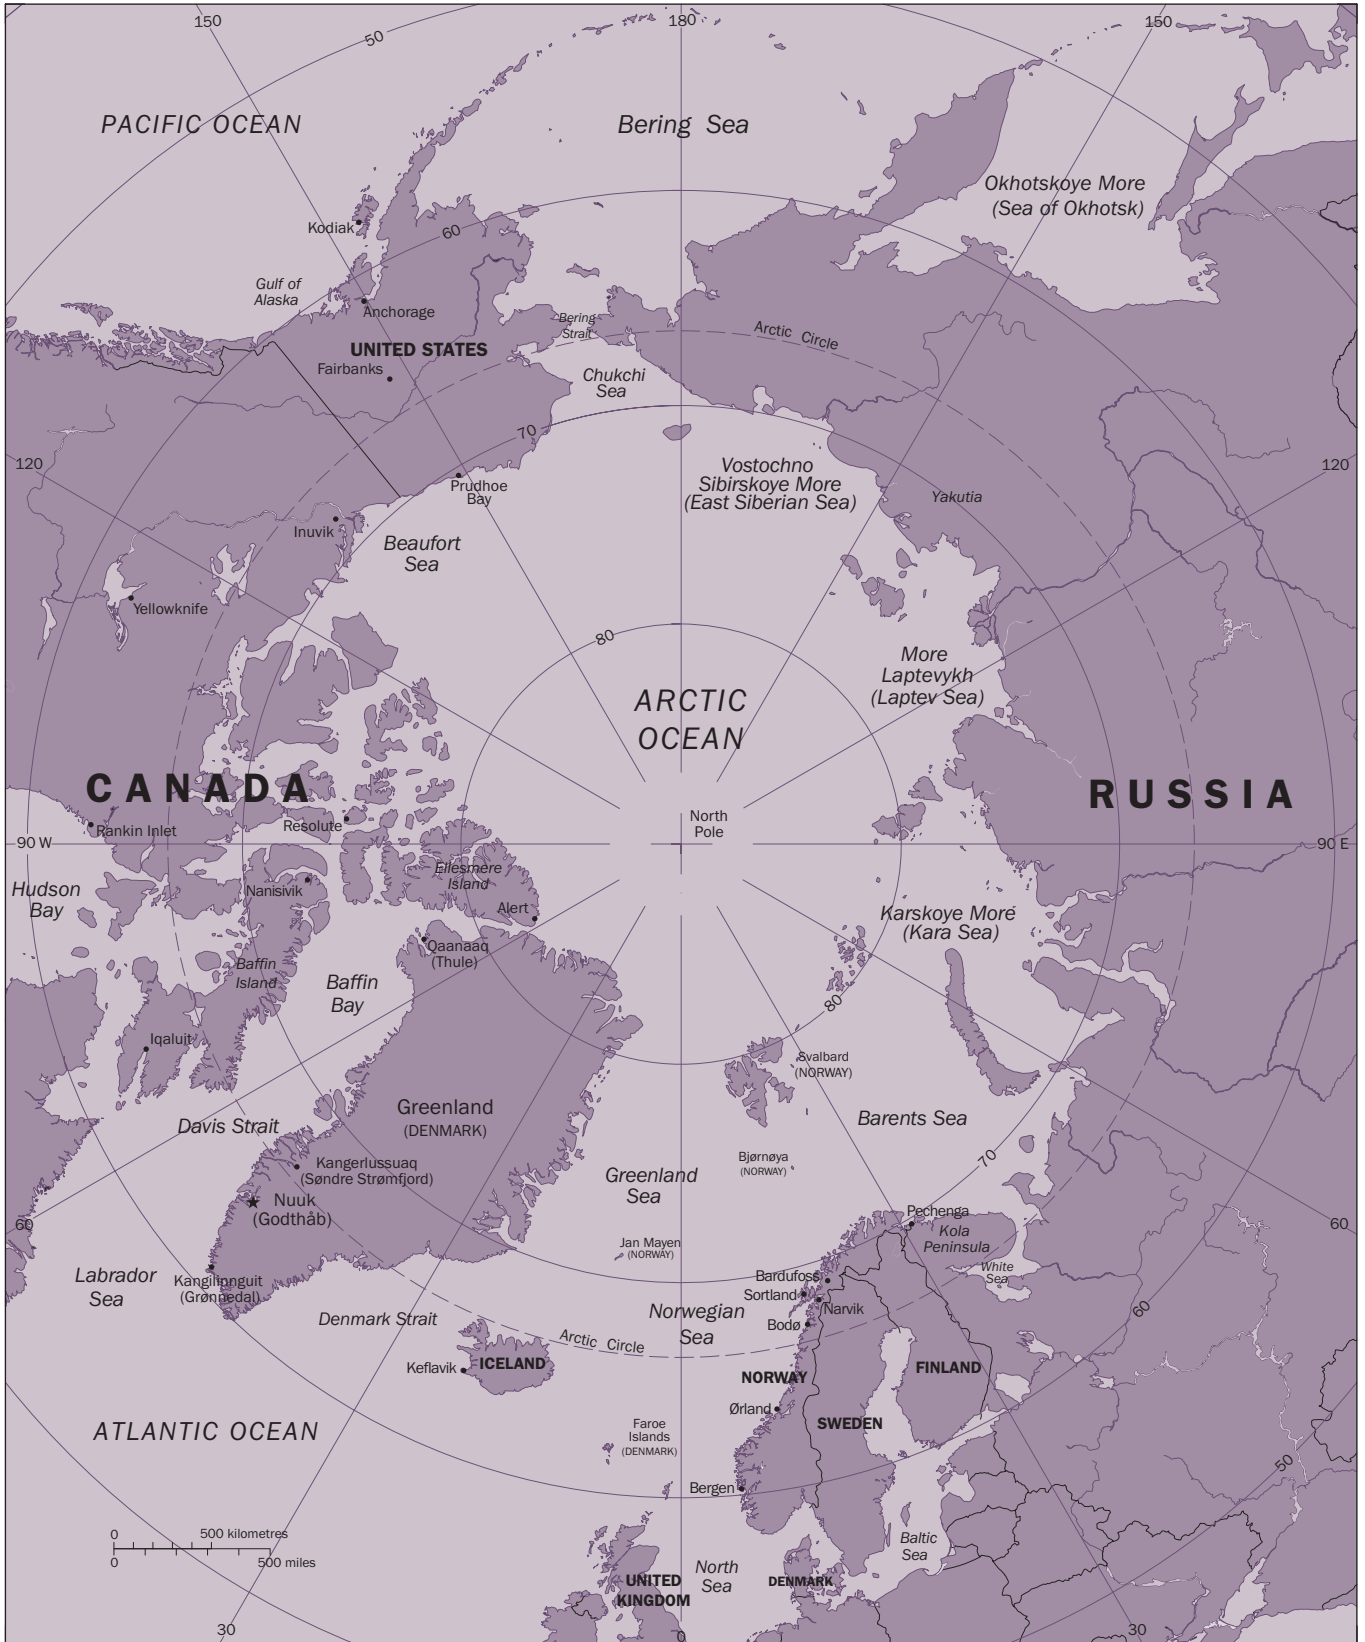 150
180
150
50
PACIFIC OCEAN
Bering Sea
Okhotskoye More
(Sea of Okhotsk)
Kodiak
60
Gulf of
Alaska
Anchorage
Bering
Strait
Arctic Circle
UNITED STATES
Fairbanks
Chukchi
Sea
70
120
120
Vostochno
Sibirskoye More
(East Siberian Sea)
Prudhoe
Bay
Yakutia
Inuvik
Beaufort
Sea
Yellowknife
80
More
Laptevykh
(Laptev Sea)
ARCTIC
OCEAN
CANADA
RUSSIA
North
Pole
Rankin Inlet
Resolute
90 W
90 E
Ellesmere
Island
Hudson
Bay
Nanisivik
Alert
Karskoye More
(Kara Sea)
Qaanaaq
(Thule)
Baffin
Island
Baffin
Bay
80
Iqaluit
Svalbard
(NORWAY)
Greenland
(DENMARK)
Davis Strait
Barents Sea
Kangerlussuaq
(Søndre Strømfjord)
Greenland
Sea
Bjørnøya
(NORWAY)
70
Nuuk
(Godthåb)
60
60
Pechenga
Kola
Peninsula
Jan Mayen
(NORWAY)
White
Sea
Labrador
Sea
Kangilinnguit
(Grønnedal)
Bardufoss
Sortland
Narvik
60
Denmark Strait
Norwegian
Sea
Bodø
Arctic Circle
Keflavik
ICELAND
NORWAY
FINLAND
Ørland
SWEDEN
ATLANTIC OCEAN
Faroe
Islands
(DENMARK)
50
Bergen
0
500 kilometres
0
500 miles
Baltic
Sea
North
Sea
UNITED
KINGDOM
DENMARK
30
0
30